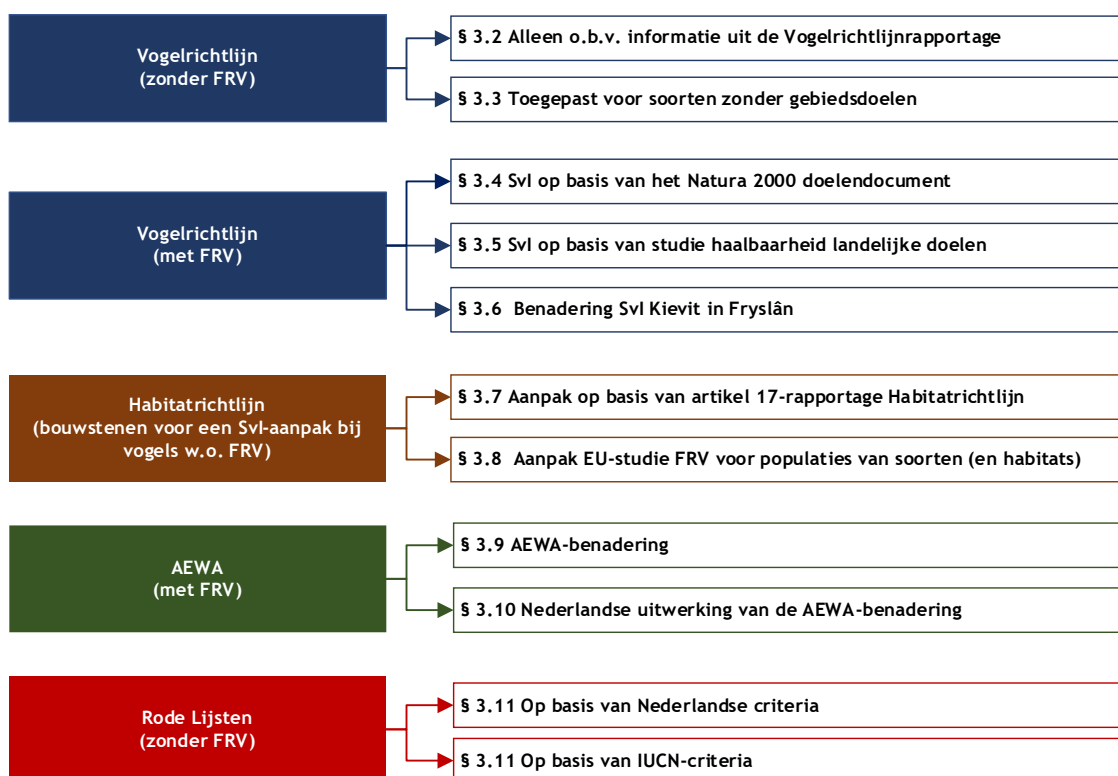 Vogelrichtlijn
(zonder FRV)
§ 3.2 Alleen o.b.v. informatie uit de Vogelrichtlijnrapportage
§ 3.3 Toegepast voor soorten zonder gebiedsdoelen
Vogelrichtlijn
(met FRV)
§ 3.4 SvI op basis van het Natura 2000 doelendocument
§ 3.5 SvI op basis van studie haalbaarheid landelijke doelen
§ 3.6 Benadering SvI Kievit in Fryslân
Habitatrichtlijn
(bouwstenen voor een SvI-aanpak bij
vogels w.o. FRV)
§ 3.7 Aanpak op basis van artikel 17-rapportage Habitatrichtlijn
§ 3.8 Aanpak EU-studie FRV voor populaties van soorten (en habitats)
AEWA
(met FRV)
§ 3.9 AEWA-benadering
§ 3.10 Nederlandse uitwerking van de AEWA-benadering
Rode Lijsten
(zonder FRV)
§ 3.11 Op basis van Nederlandse criteria
§ 3.11 Op basis van IUCN-criteria